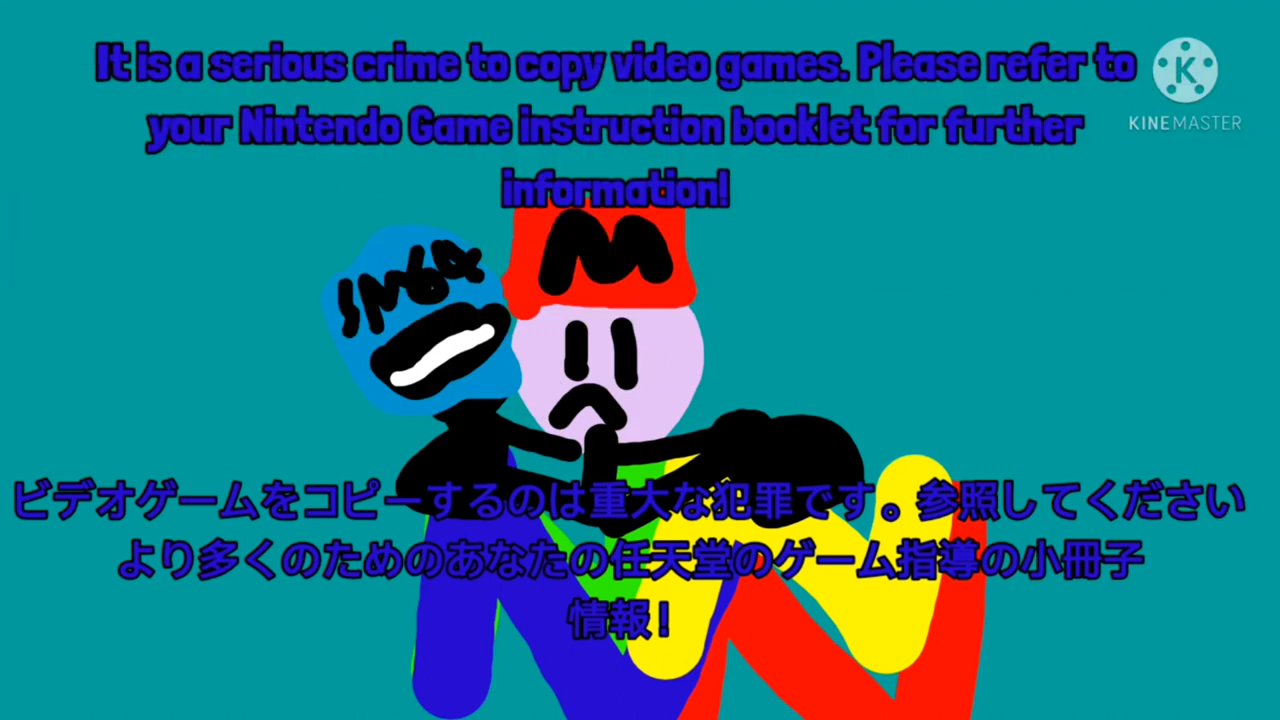 It is a serious crime to copy video games. Please refer to
your Nintendo Game instruction booklet for further
information!
KINEMASTER
K
SM64
M
ビデオゲームをコピーするのは重大な犯罪です。参照してください
より多くのためのあなたの任天堂のゲーム指導の小冊子
情報!